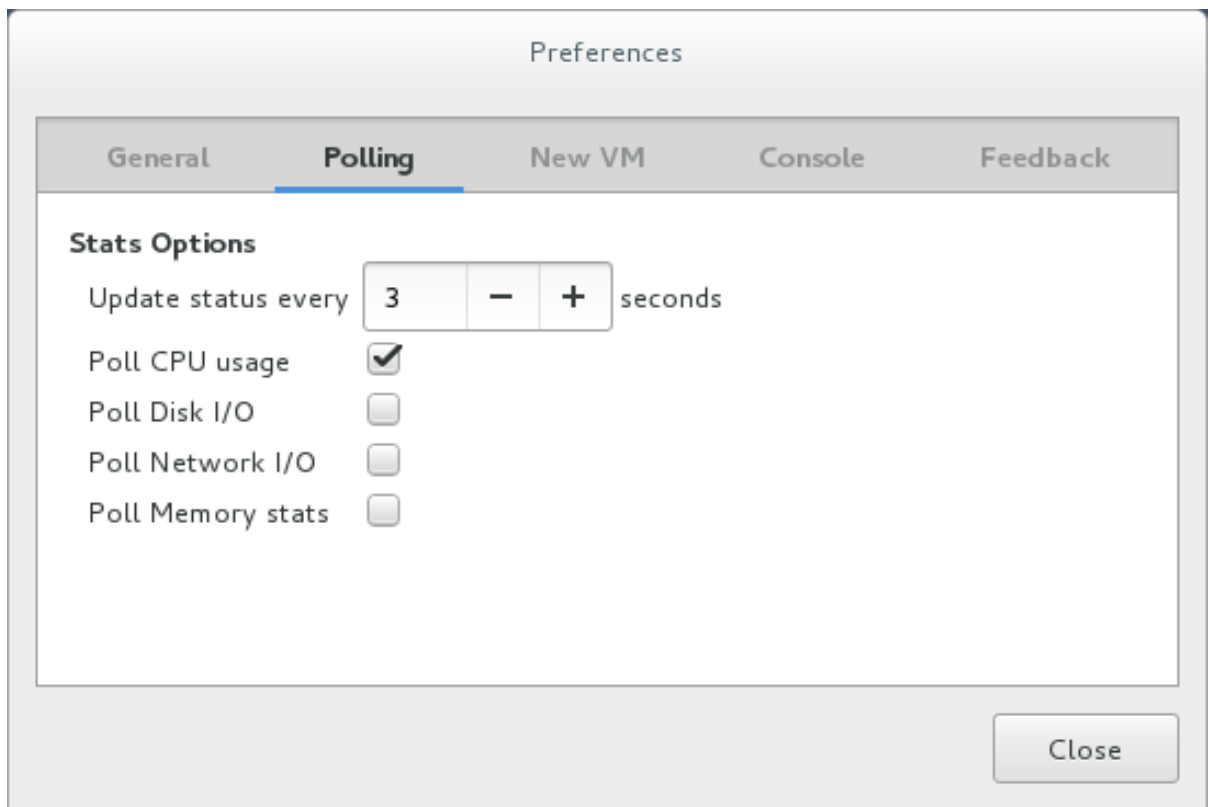 Preferences
General Polling New VM Console Feedback
Stats Options
Update status every 3 − + seconds
Poll CPU usage
Poll Disk I/O
Poll Network I/O
Poll Memory stats
Close